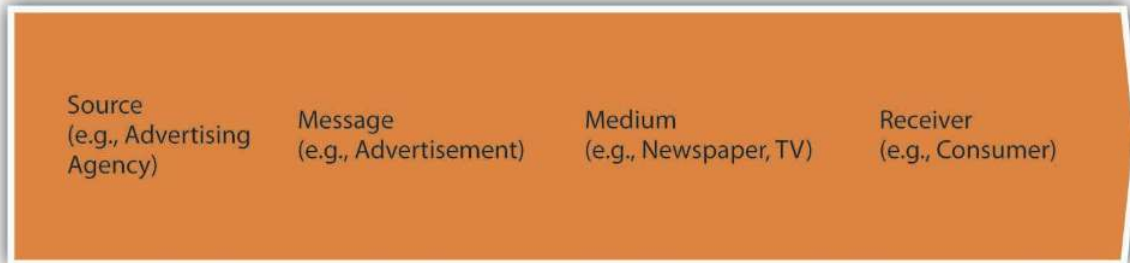 Source
(e.g., Advertising
Agency)
Message
(e.g., Advertisement)
Medium
(e.g., Newspaper, TV)
Receiver
(e.g., Consumer)